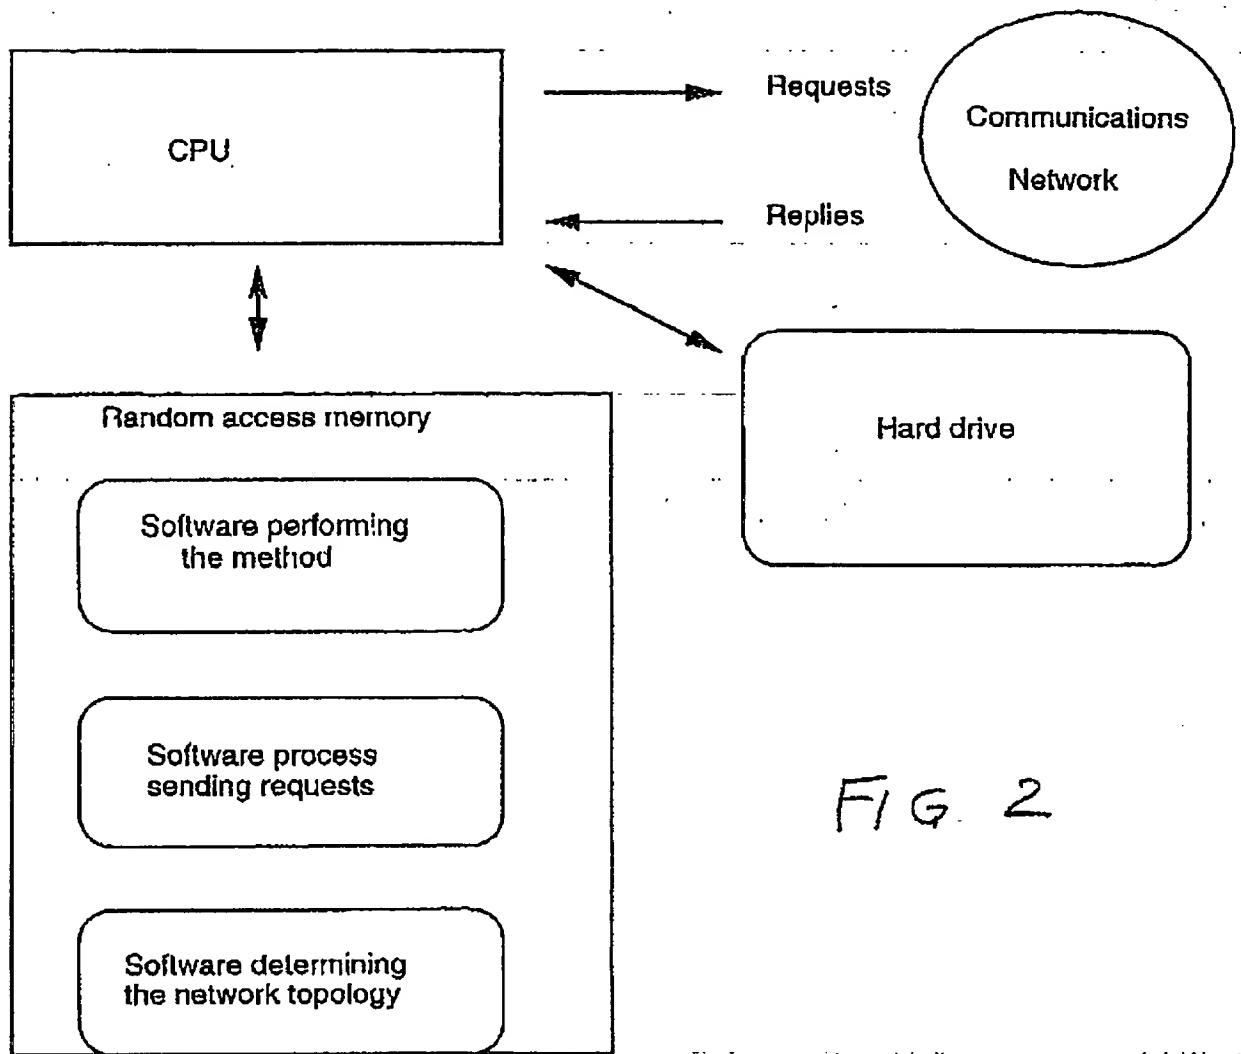 CPU
Requests
Communications
Network
Replies
Random access memory
Hard drive
Software performing
the method
Software process
sending requests
FIG. 2
Software determining
the network topology